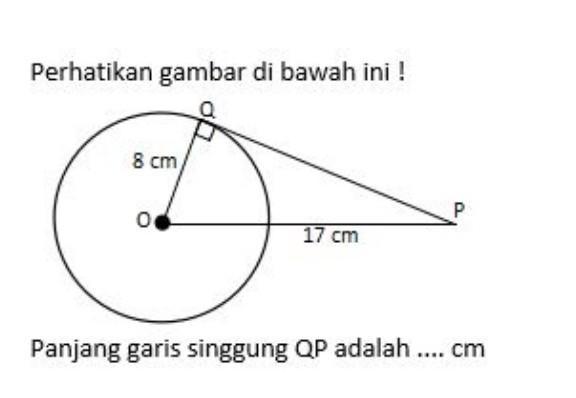 Perhatikan gambar di bawah ini !
Q
8 cm
O
P
17 cm
Panjang garis singgung QP adalah .... cm